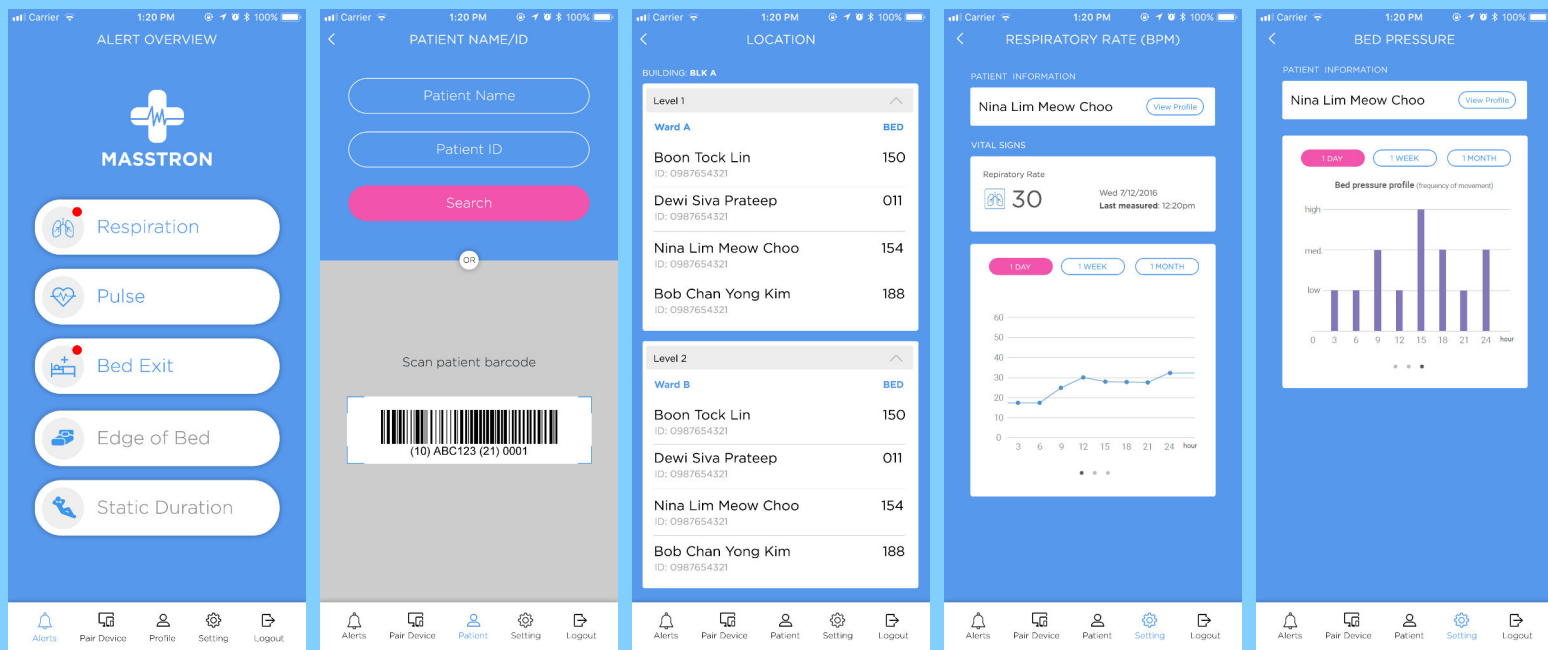 Carrier 1:20 PM 100%
ALERT OVERVIEW
MASSTRON
Respiration
Pulse
Bed Exit
Edge of Bed
Static Duration
Alerts Pair Device Profile Setting Logout
Carrier 1:20 PM 100%
PATIENT NAME/ID
Patient Name
Patient ID
Search
OR
Scan patient barcode
(10) ABC123 (21) 0001
Alerts Pair Device Patient Setting Logout
Carrier 1:20 PM 100%
LOCATION
BUILDING: BLK A
Level 1
Ward A BED
Boon Tock Lin 150
ID: 0987654321
Dewi Siva Prateep 011
ID: 0987654321
Nina Lim Meow Choo 154
ID: 0987654321
Bob Chan Yong Kim 188
ID: 0987654321
Level 2
Ward B BED
Boon Tock Lin 150
ID: 0987654321
Dewi Siva Prateep 011
ID: 0987654321
Nina Lim Meow Choo 154
ID: 0987654321
Bob Chan Yong Kim 188
ID: 0987654321
Alerts Pair Device Patient Setting Logout
Carrier 1:20 PM 100%
RESPIRATORY RATE (BPM)
PATIENT INFORMATION
Nina Lim Meow Choo View Profile
VITAL SIGNS
Repiratory Rate
30
Wed 7/12/2016
Last measured: 12:20pm
1 DAY 1 WEEK 1 MONTH
60
50
40
30
20
10
0
3 6 9 12 15 18 21 24 hour
Alerts Pair Device Patient Setting Logout
Carrier 1:20 PM 100%
BED PRESSURE
PATIENT INFORMATION
Nina Lim Meow Choo View Profile
1 DAY 1 WEEK 1 MONTH
Bed pressure profile (frequency of movement)
high
med.
low
0 3 6 9 12 15 18 21 24 hour
Alerts Pair Device Patient Setting Logout